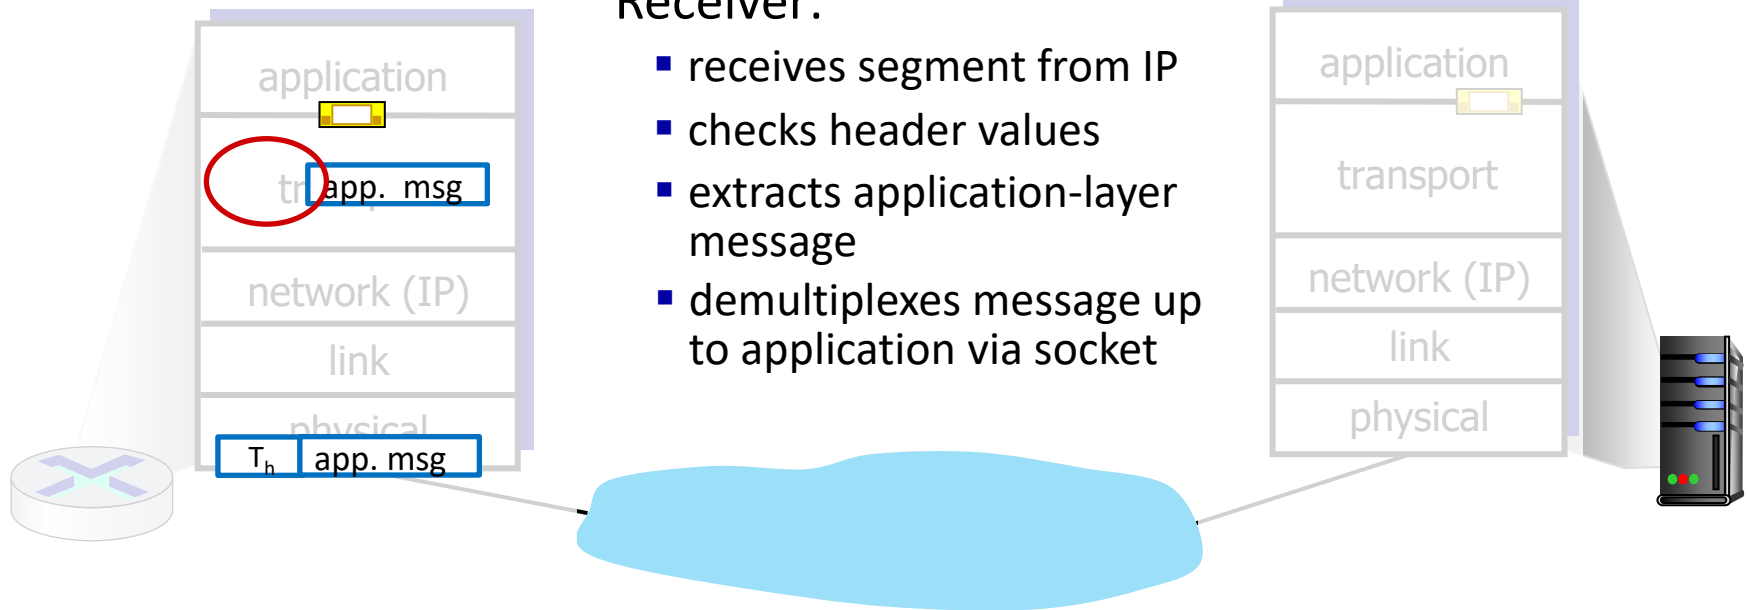 Receiver:
receives segment from IP
checks header values
extracts application-layer
message
demultiplexes message up
to application via socket
application
app. msg
network (IP)
link
physical
Th
app. msg
application
transport
network (IP)
link
physical